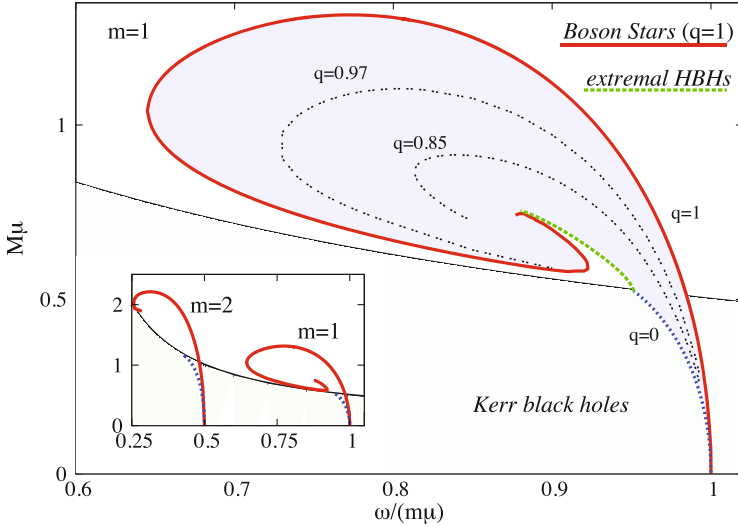 m=1
Boson Stars (q=1)
extremal HBHs
q=0.97
q=0.85
q=1
q=0
Kerr black holes
Mμ
1
0.5
0
0.6
0.7
0.8
0.9
1
ω/(mμ)
m=2
m=1
2
1
0
0.25
0.5
0.75
1